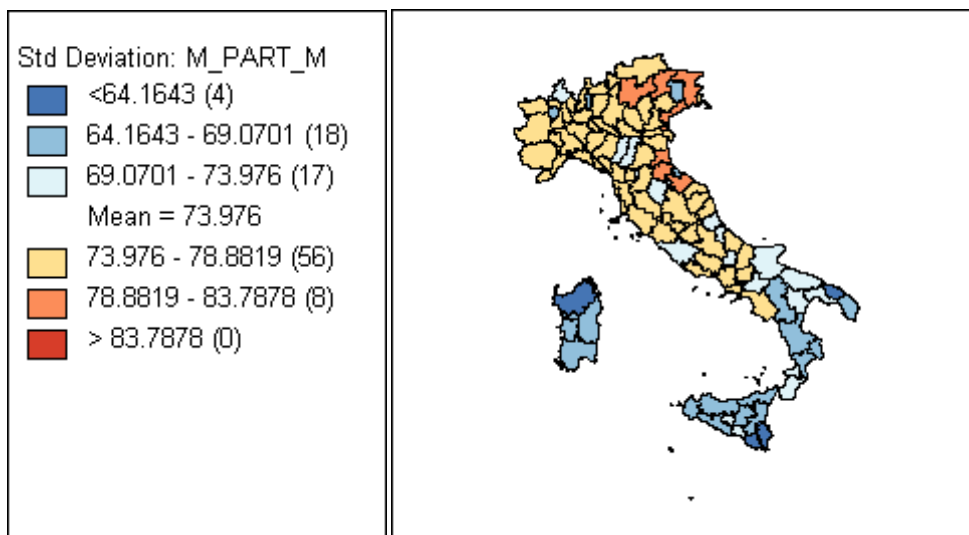 Std Deviation: M_PART_M
<64.1643 (4)
64.1643 - 69.0701 (18)
69.0701 - 73.976 (17)
Mean = 73.976
73.976 - 78.8819 (56)
78.8819 - 83.7878 (8)
> 83.7878 (0)